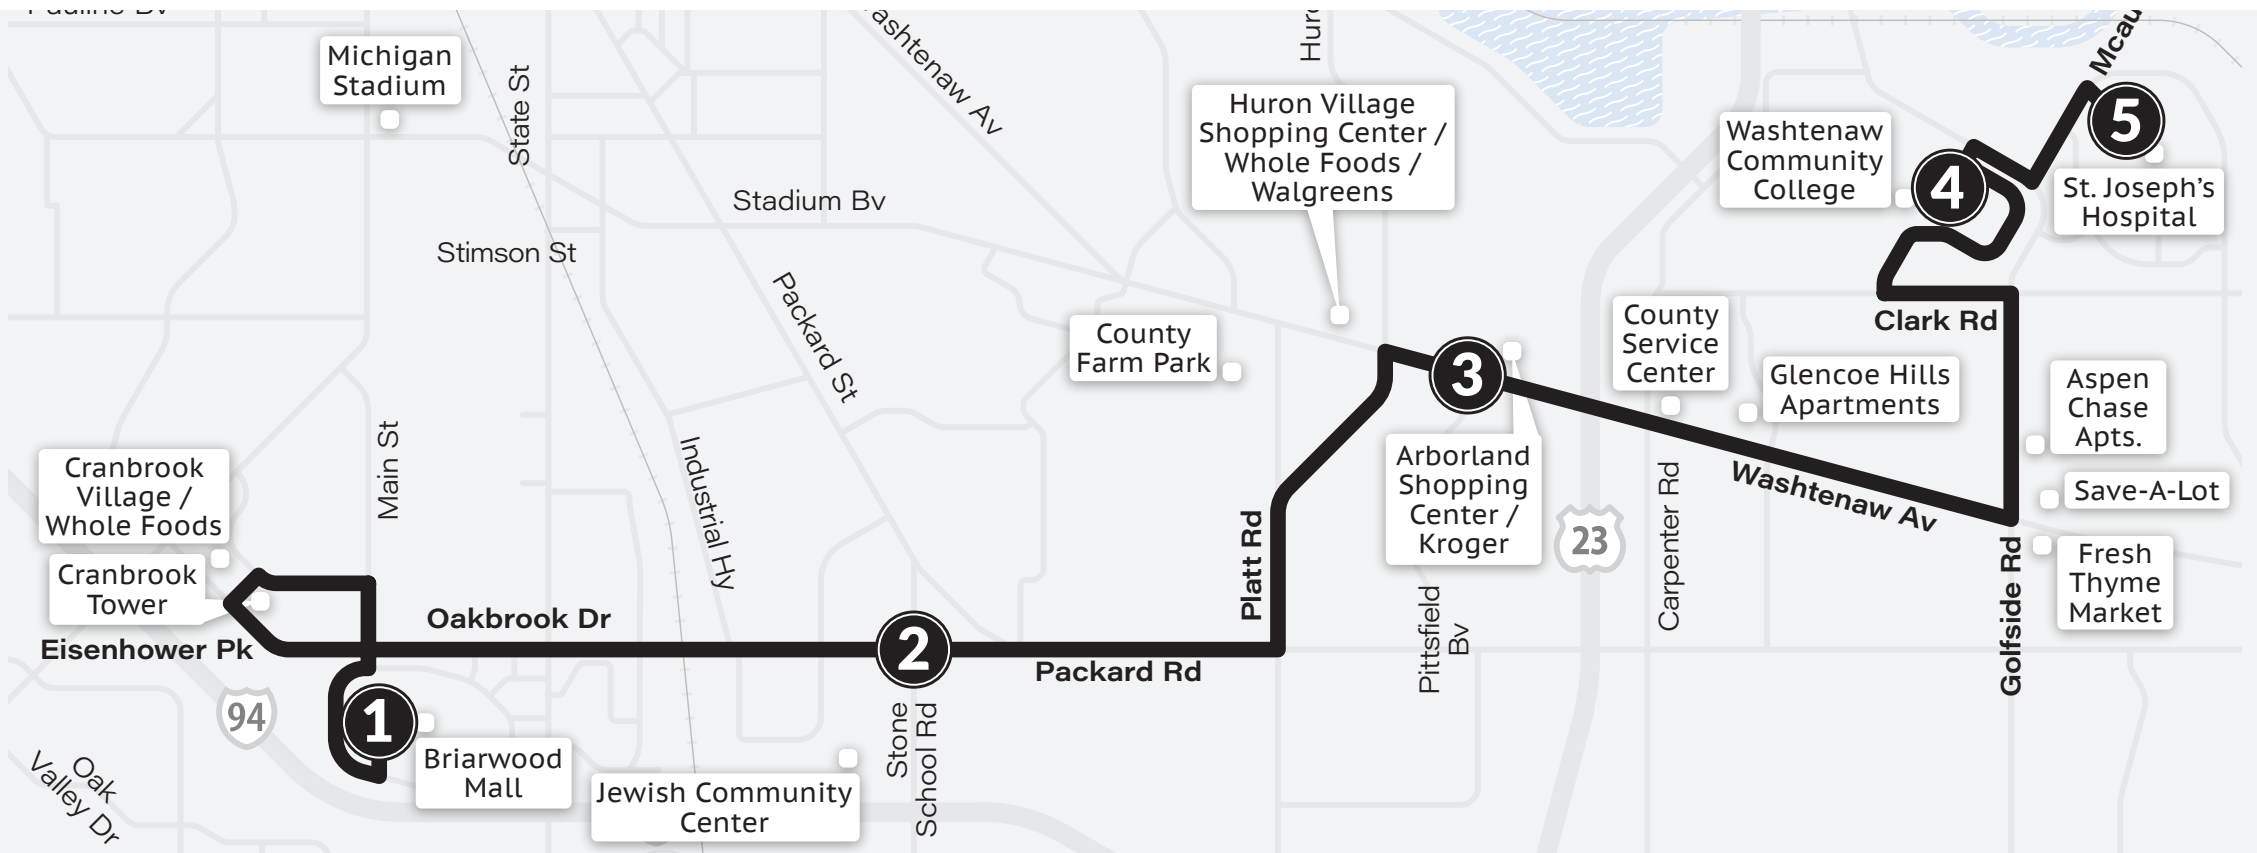 Michigan
Stadium
State St
Washtenaw Av
Huron Village
Shopping Center /
Whole Foods /
Walgreens
Washtenaw
Community
College
4
5
St. Joseph's
Hospital
Stadium Bv
Stimson St
Packard St
County
Farm Park
3
County
Service
Center
Clark Rd
Glencoe Hills
Apartments
Aspen
Chase
Apts.
Main St
Industrial Hy
Cranbrook
Village /
Whole Foods
Arborland
Shopping
Center /
Kroger
Washtenaw Av
Save-A-Lot
Carpenter Rd
23
Platt Rd
Cranbrook
Tower
Fresh
Thyme
Market
Golfside Rd
Oakbrook Dr
Eisenhower Pk
2
Packard Rd
Pittsfield
Bv
94
1
Briarwood
Mall
Stone
School Rd
Oak
Valley Dr
Jewish Community
Center